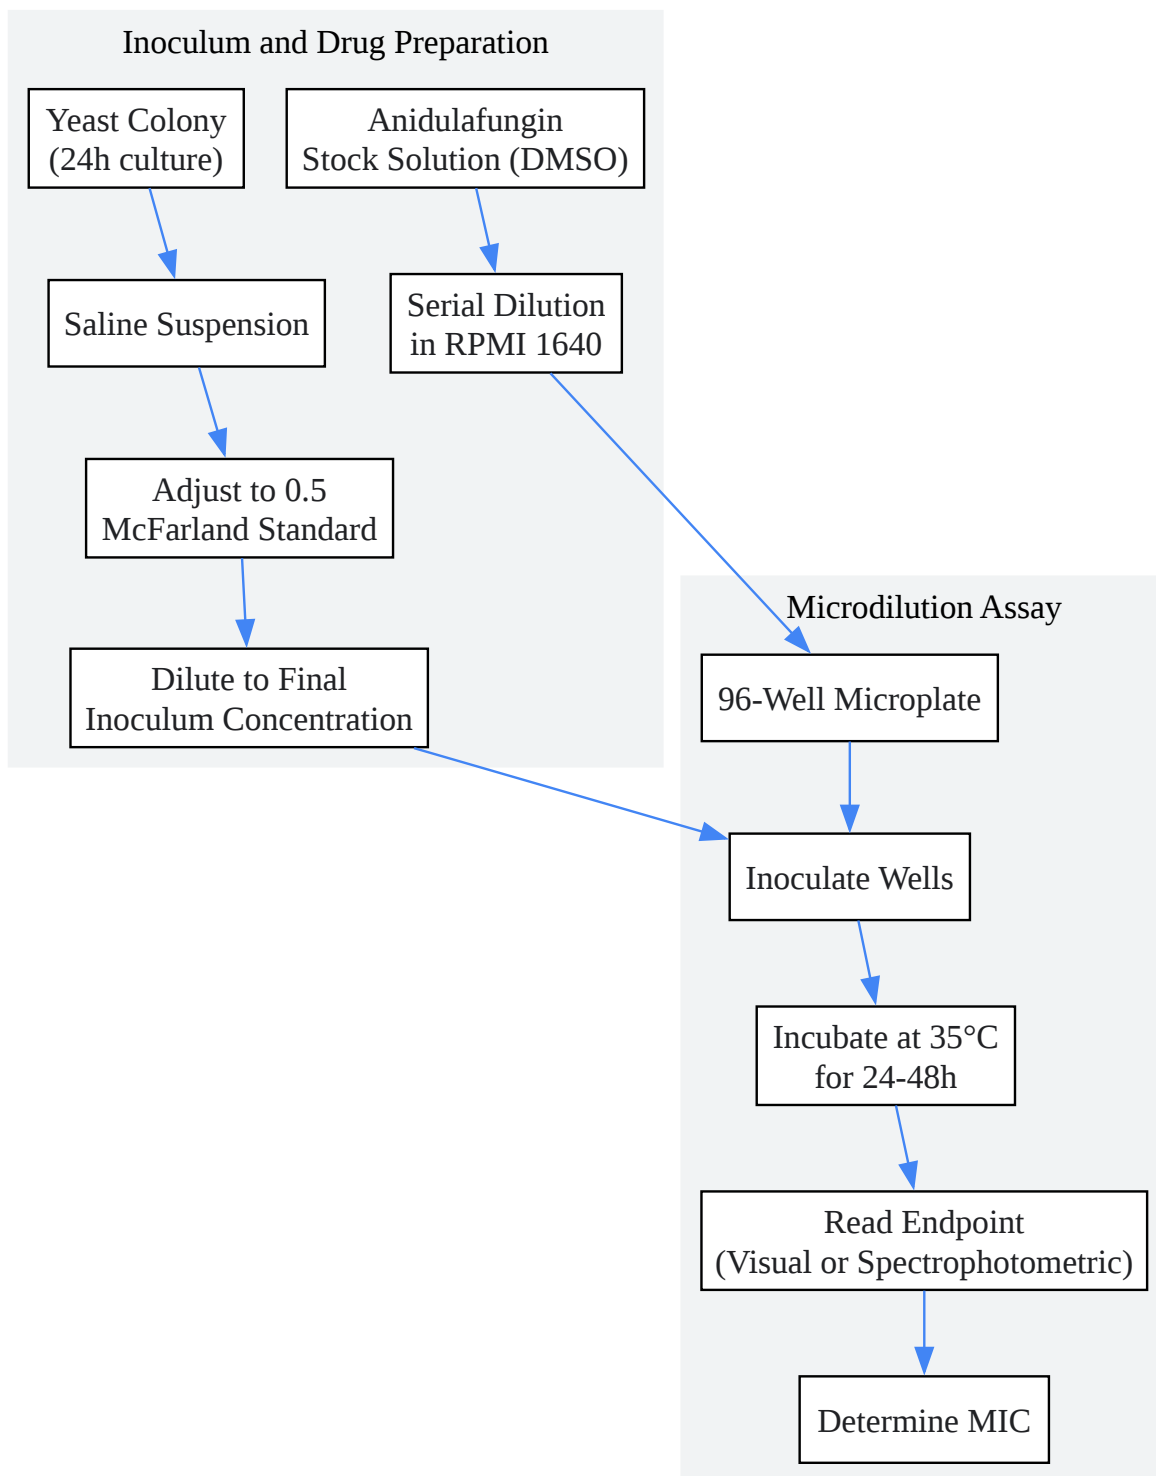 Inoculum and Drug Preparation
Yeast Colony
(24h culture)
Anidulafungin
Stock Solution (DMSO)
Saline Suspension
Serial Dilution
in RPMI 1640
Adjust to 0.5
McFarland Standard
Dilute to Final
Inoculum Concentration
Microdilution Assay
96-Well Microplate
Inoculate Wells
Incubate at 35°C
for 24-48h
Read Endpoint
(Visual or Spectrophotometric)
Determine MIC